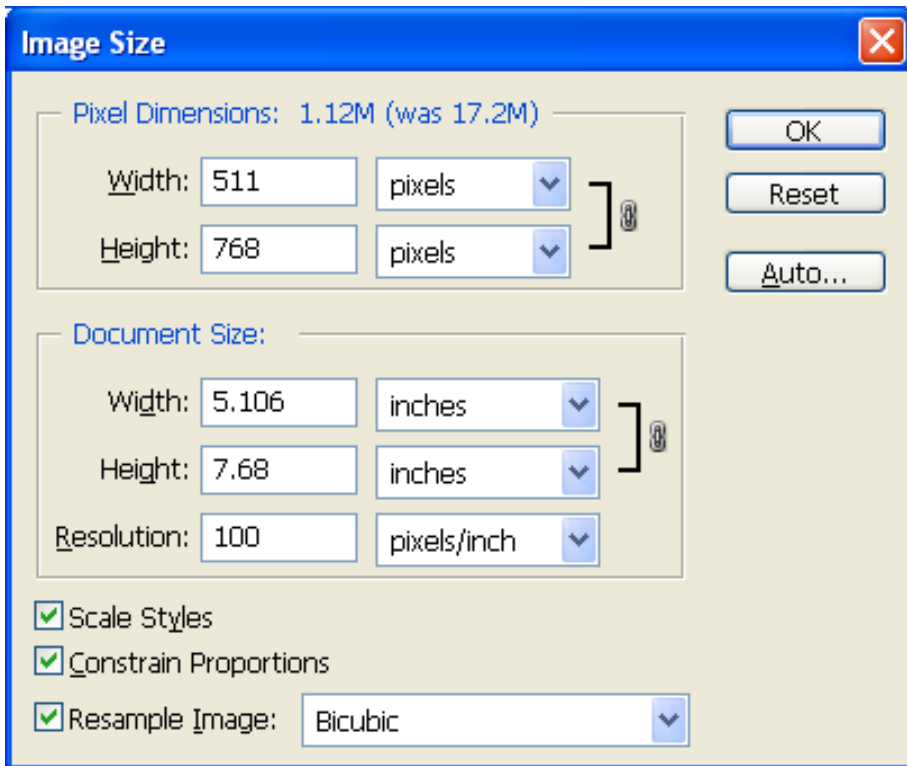 Image Size
Pixel Dimensions: 1.12M (was 17.2M)
OK
Width: 511 pixels
Reset
Height: 768 pixels
Auto...
Document Size:
Width: 5.106 inches
Height: 7.68 inches
Resolution: 100 pixels/inch
Scale Styles
Constrain Proportions
Resample Image: Bicubic